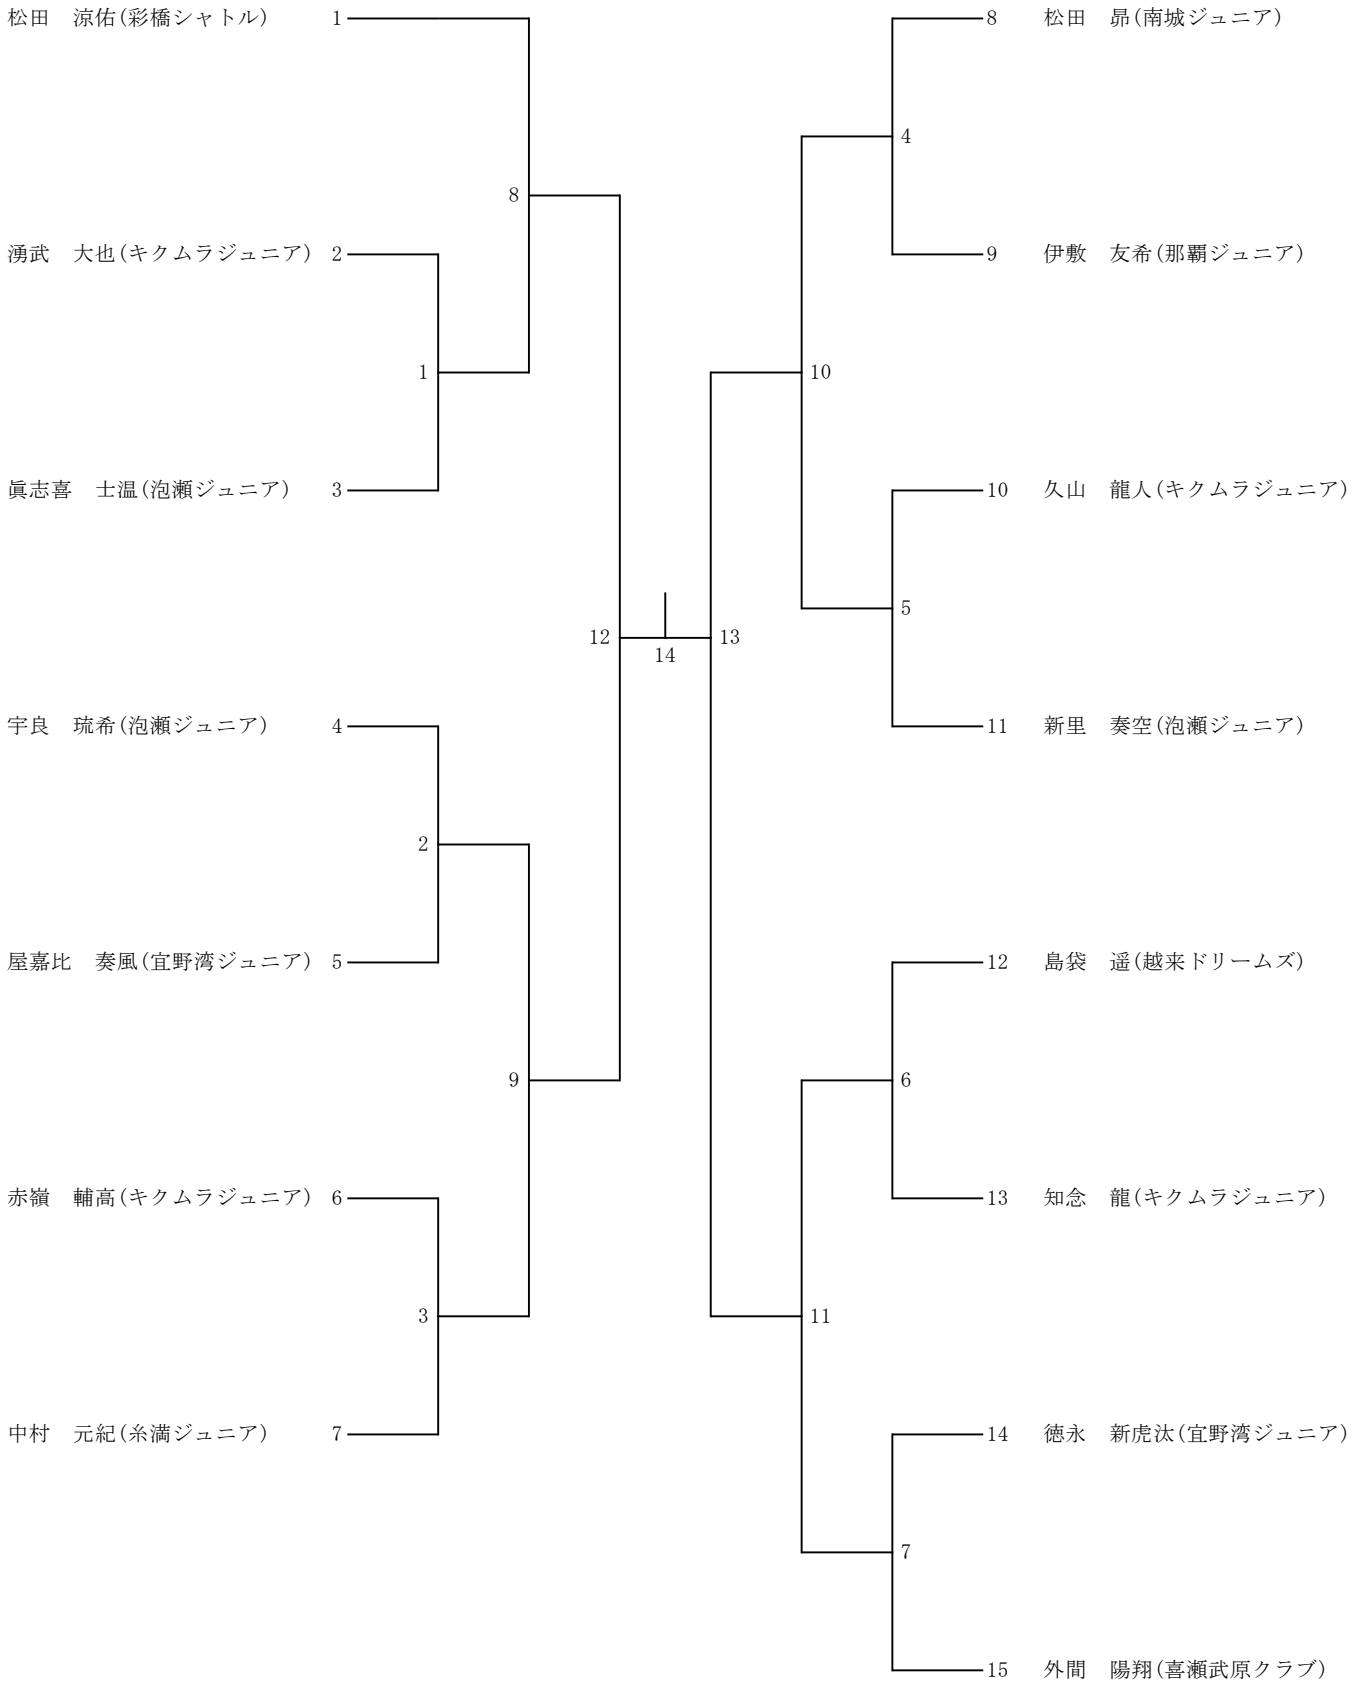 松田　涼佑(彩橋シャトル)　1
湧武　大也(キクムラジュニア)　2
眞志喜　士温(泡瀬ジュニア)　3
宇良　琉希(泡瀬ジュニア)　4
屋嘉比　奏風(宜野湾ジュニア)　5
赤嶺　輔高(キクムラジュニア)　6
中村　元紀(糸満ジュニア)　7
1
2
3
8
9
12
14
13
10
11
4
5
6
7
8　松田　昴(南城ジュニア)
9　伊敷　友希(那覇ジュニア)
10　久山　龍人(キクムラジュニア)
11　新里　奏空(泡瀬ジュニア)
12　島袋　遥(越来ドリームズ)
13　知念　龍(キクムラジュニア)
14　徳永　新虎汰(宜野湾ジュニア)
15　外間　陽翔(喜瀬武原クラブ)